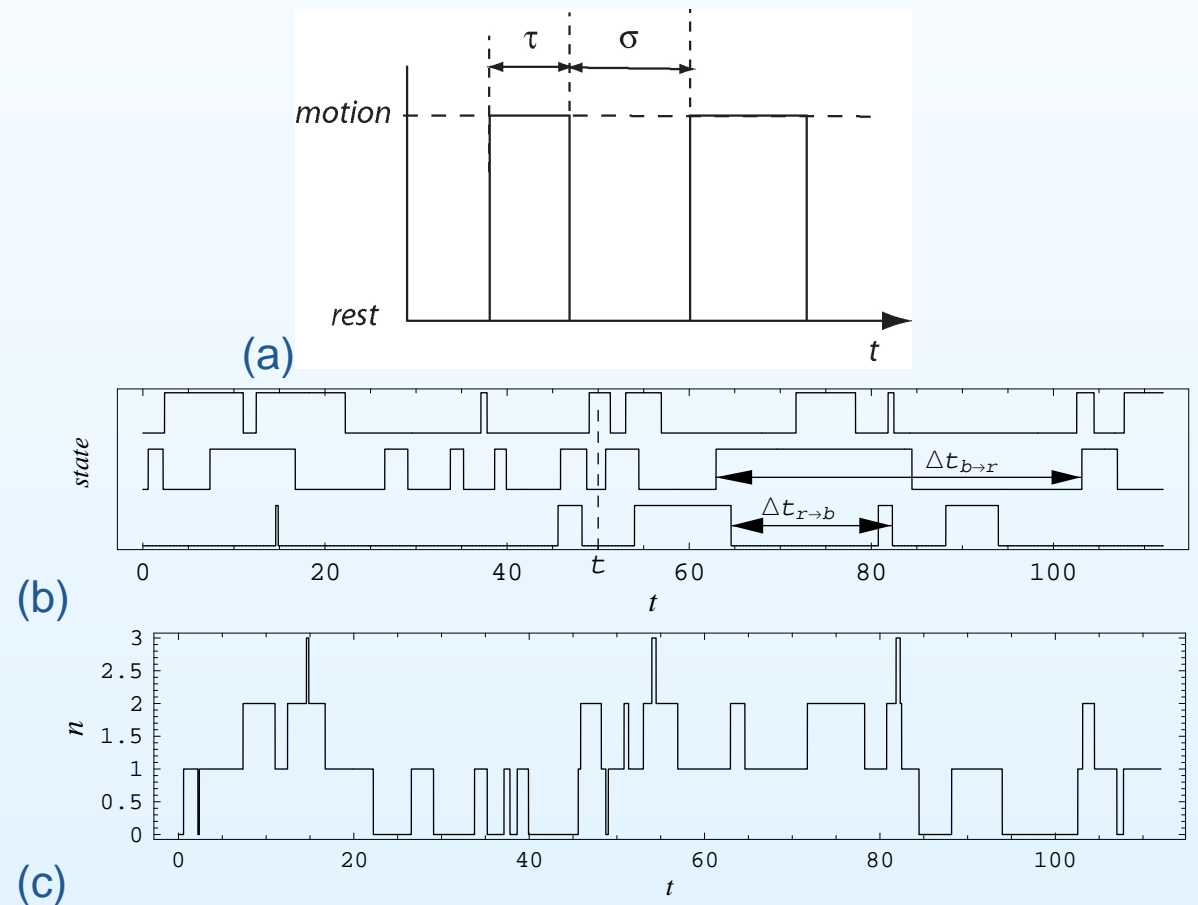 τ σ
motion
rest
t
(a)
state
Δt_{b→r}
Δt_{r→b}
0 20 40 t 60 80 100
t
(b)
n
3
2.5
2
1.5
1
0.5
0
0 20 40 60 80 100
t
(c)